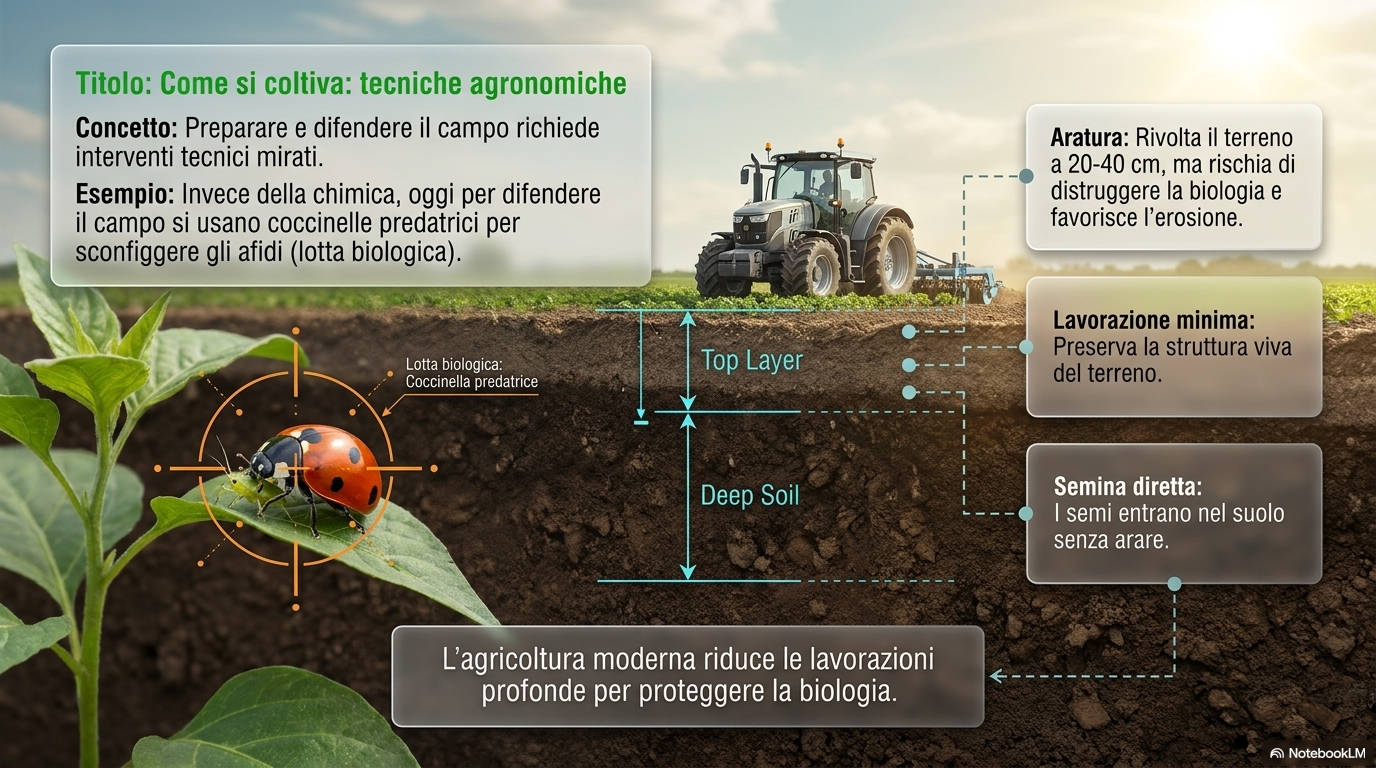 Titolo: Come si coltiva: tecniche agronomiche
Concetto: Preparare e difendere il campo richiede
interventi tecnici mirati.
Esempio: Invece della chimica, oggi per difendere
il campo si usano coccinelle predatrici per
sconfiggere gli afidi (lotta biologica).
Aratura: Rivolta il terreno
a 20-40 cm, ma rischia di
distruggere la biologia e
favorisce l'erosione.
Lotta biologica:
Coccinella predatrice
Top Layer
Lavorazione minima:
Preserva la struttura viva
del terreno.
Deep Soil
Semina diretta:
I semi entrano nel suolo
senza arare.
L'agricoltura moderna riduce le lavorazioni
profonde per proteggere la biologia.
NotebookLM